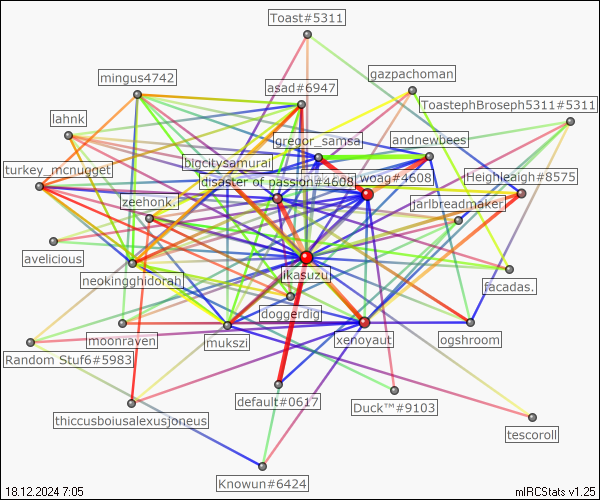 Toast#5311
gazpachoman
mingus4742
asad#6947
ToastephBroseph5311#5311
lahnk
gregor_samsa
andnewbees
bigcitysamurai
turkey_mcnugget
disaster of passion#4608
woag#4608
Heighleaigh#8575
zeehonk.
jarlbreadmaker
avelicious
neokingghidorah
ikasuzu
facadas.
doggerdig
moonraven
mukszi
xenoyaut
ogshroom
Random Stuf6#5983
default#0617
Duck™#9103
thiccusboiusalexusjoneus
tescoroll
Knowun#6424
18.12.2024 7:05
mIRCStats v1.25